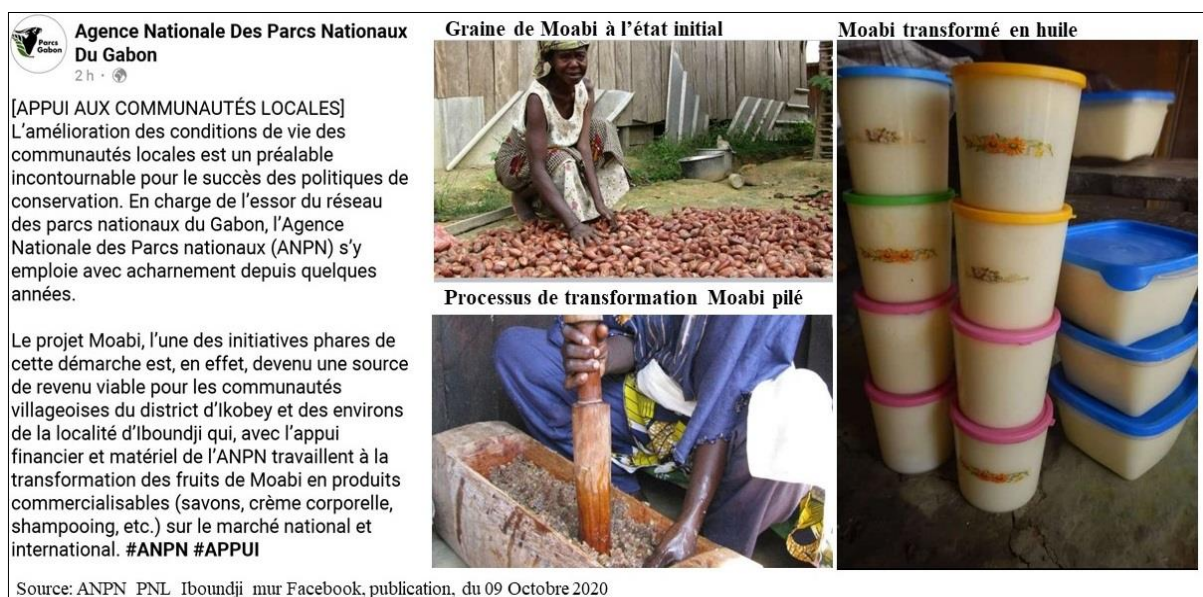 Parcs
Gabon
Agence Nationale Des Parcs Nationaux
Du Gabon
2 h ·
[APPUI AUX COMMUNAUTÉS LOCALES]
L'amélioration des conditions de vie des
communautés locales est un préalable
incontournable pour le succès des politiques de
conservation. En charge de l'essor du réseau
des parcs nationaux du Gabon, l'Agence
Nationale des Parcs nationaux (ANPN) s'y
emploie avec acharnement depuis quelques
années.
Le projet Moabi, l'une des initiatives phares de
cette démarche est, en effet, devenu une source
de revenu viable pour les communautés
villageoises du district d'Ikobey et des environs
de la localité d'Iboundji qui, avec l'appui
financier et matériel de l'ANPN travaillent à la
transformation des fruits de Moabi en produits
commercialisables (savons, crème corporelle,
shampooing, etc.) sur le marché national et
international. #ANPN #APPUI
Graine de Moabi à l'état initial
Processus de transformation Moabi pilé
Moabi transformé en huile
Source: ANPN_PNL_Iboundji_mur Facebook, publication, du 09 Octobre 2020